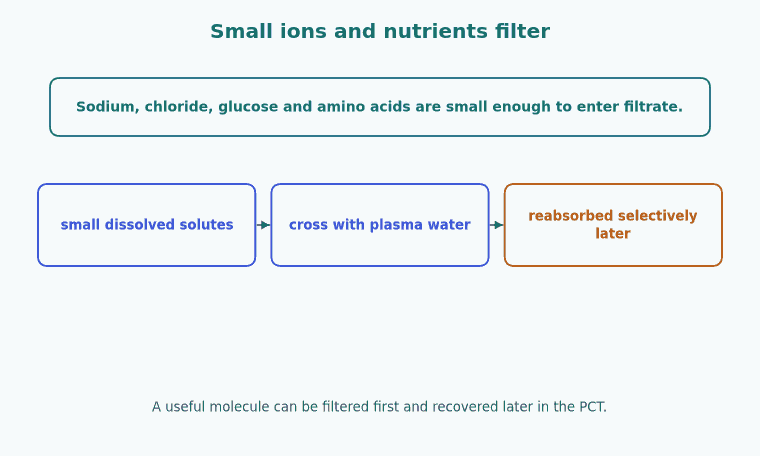 Small ions and nutrients filter
Sodium, chloride, glucose and amino acids are small enough to enter filtrate.
small dissolved solutes
cross with plasma water
reabsorbed selectively
later
A useful molecule can be filtered first and recovered later in the PCT.